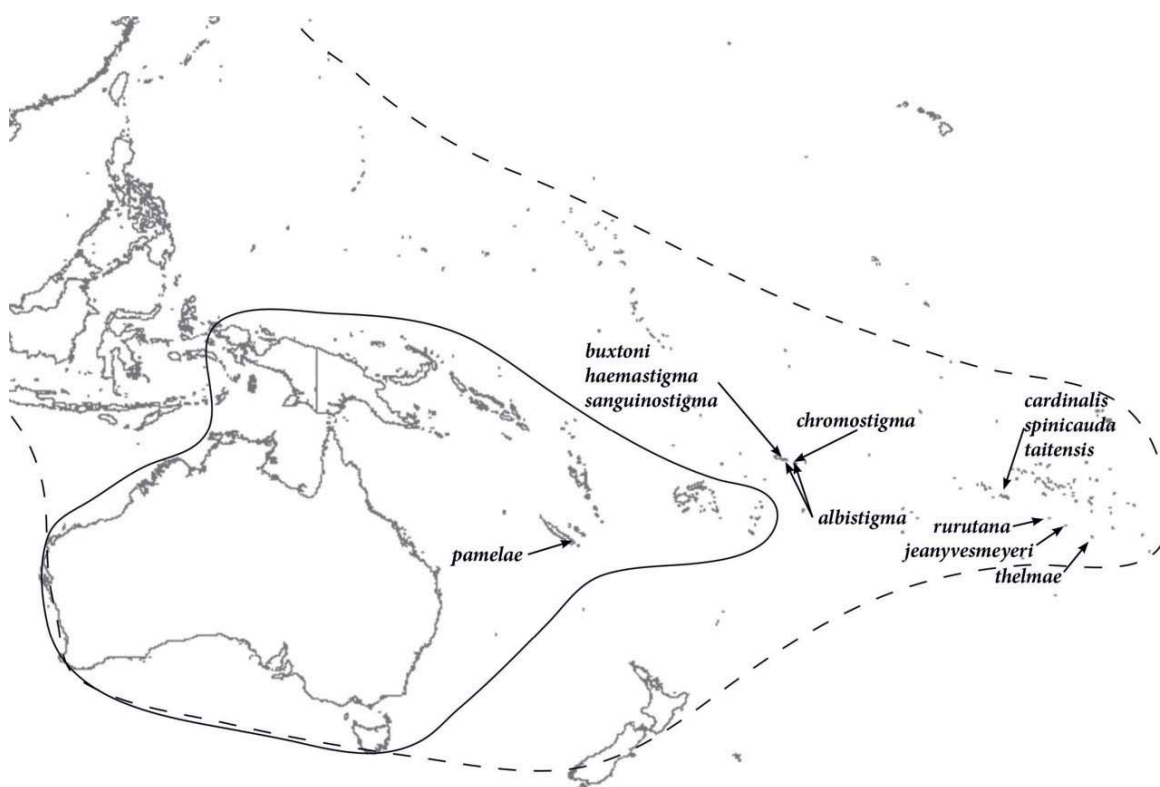 buxtoni
haemastigma
sanguinostigma
chromostigma
cardinalis
spinicauda
taitensis
albistigma
rurutana
jeanyvesmeyeri
thelmae
pamelae